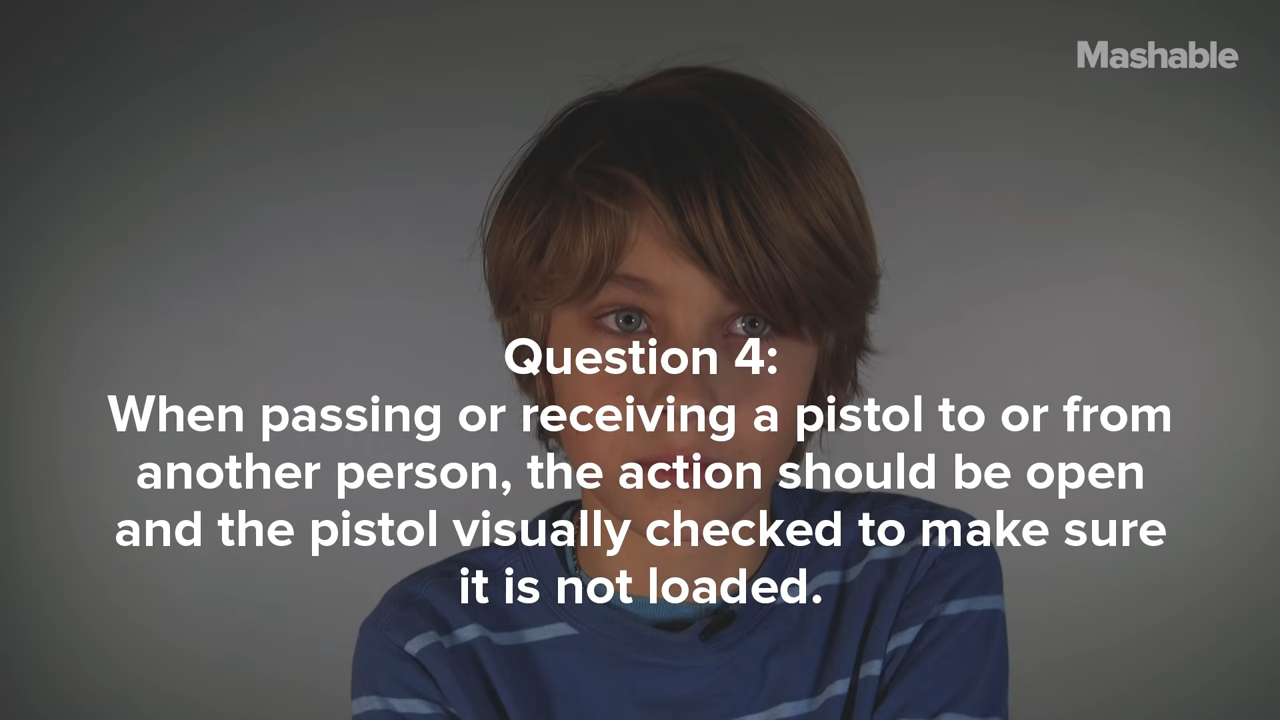 Mashable
Question 4:
When passing or receiving a pistol to or from
another person, the action should be open
and the pistol visually checked to make sure
it is not loaded.